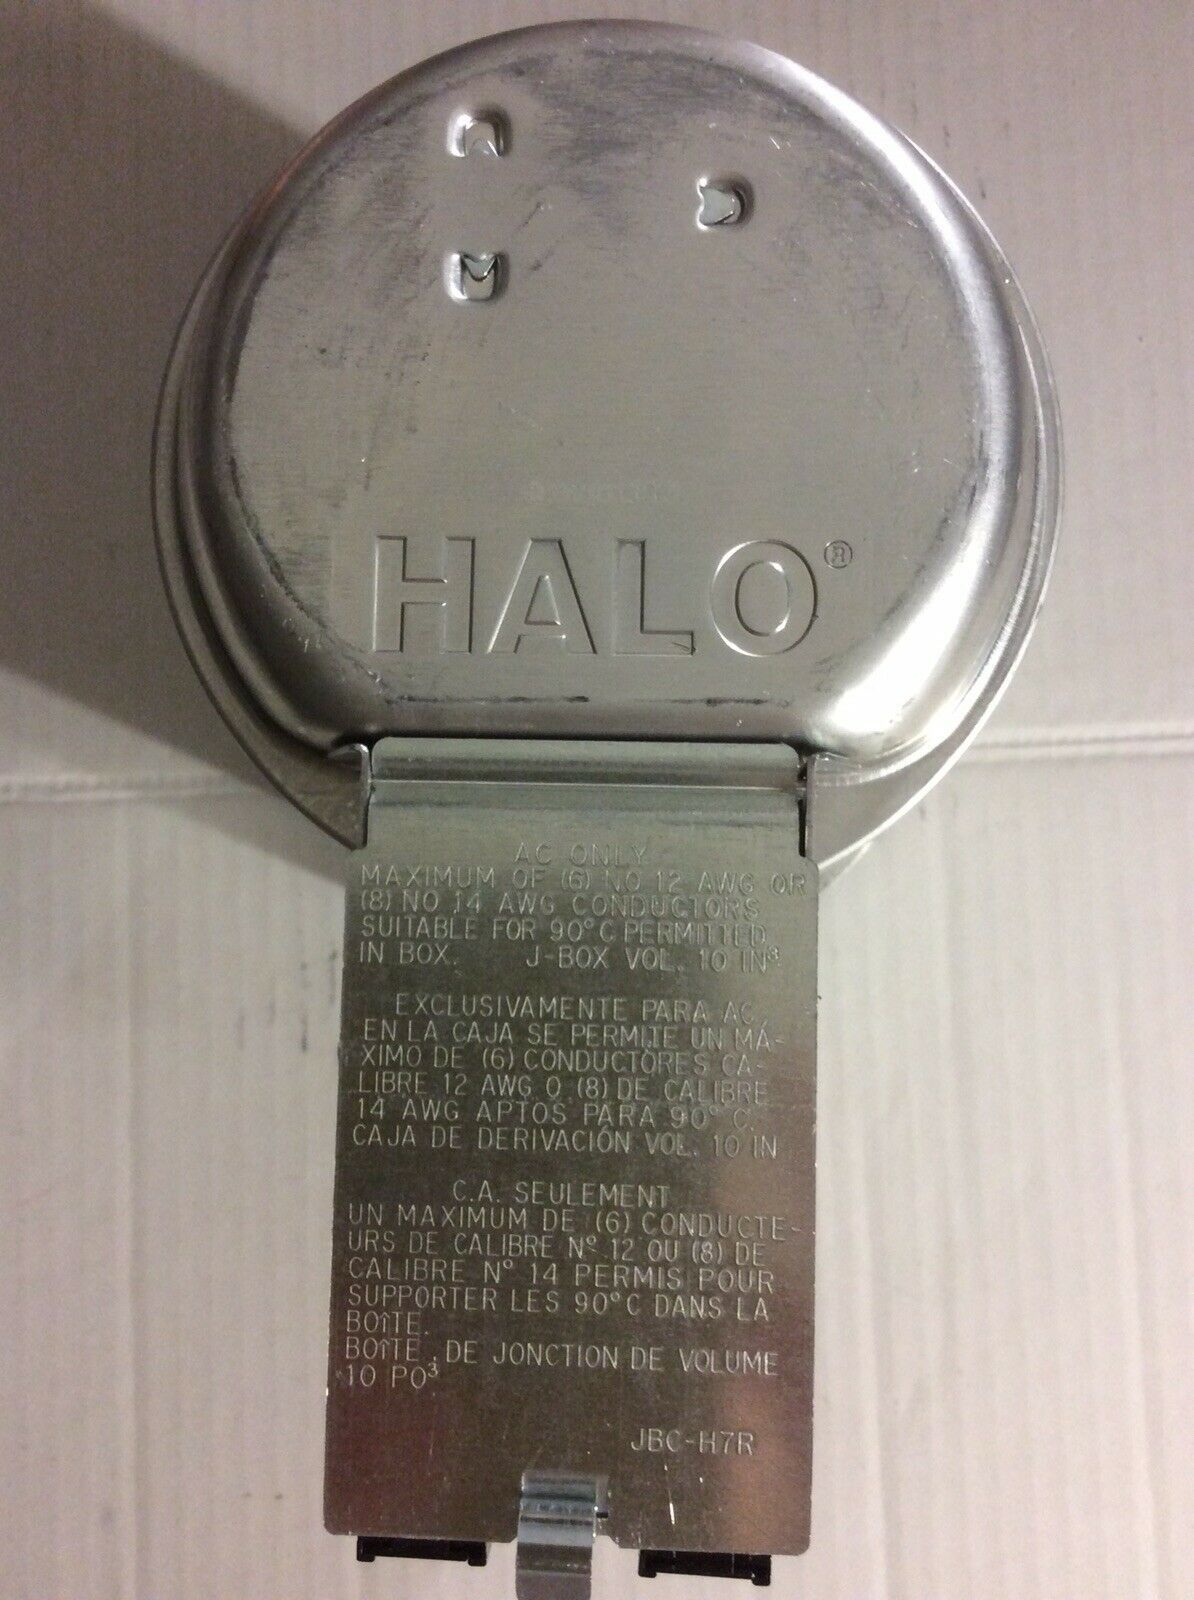 HALO®
AC ONLY
MAXIMUM OF (6) NO 12 AWG OR
(8) NO 14 AWG CONDUCTORS
SUITABLE FOR 90°C PERMITTED
IN BOX. J-BOX VOL. 10 IN³
EXCLUSIVAMENTE PARA AC.
EN LA CAJA SE PERMITE UN MÁ-
XIMO DE (6) CONDUCTORES CA-
LIBRE 12 AWG O (8) DE CALIBRE
14 AWG APTOS PARA 90° C.
CAJA DE DERIVACIÓN VOL. 10 IN
C.A. SEULEMENT
UN MAXIMUM DE (6) CONDUCTE-
URS DE CALIBRE Nº 12 OU (8) DE
CALIBRE Nº 14 PERMIS POUR
SUPPORTER LES 90°C DANS LA
BOÎTE.
BOÎTE DE JONCTION DE VOLUME
10 PO³
JBC-H7R